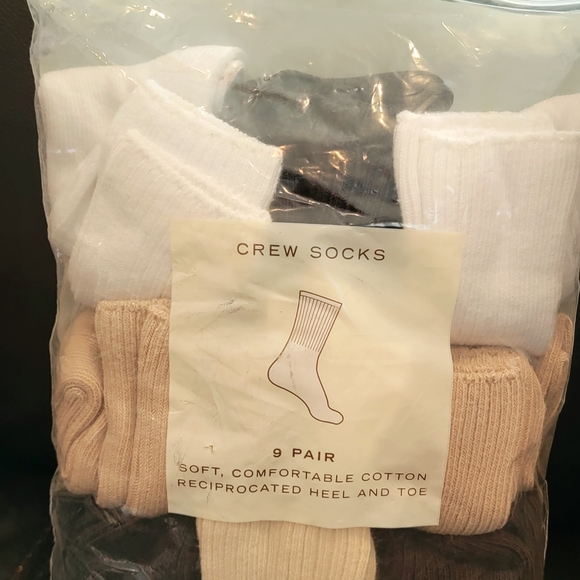 CREW SOCKS
9 PAIR
SOFT, COMFORTABLE COTTON
RECIPROCATED HEEL AND TOE